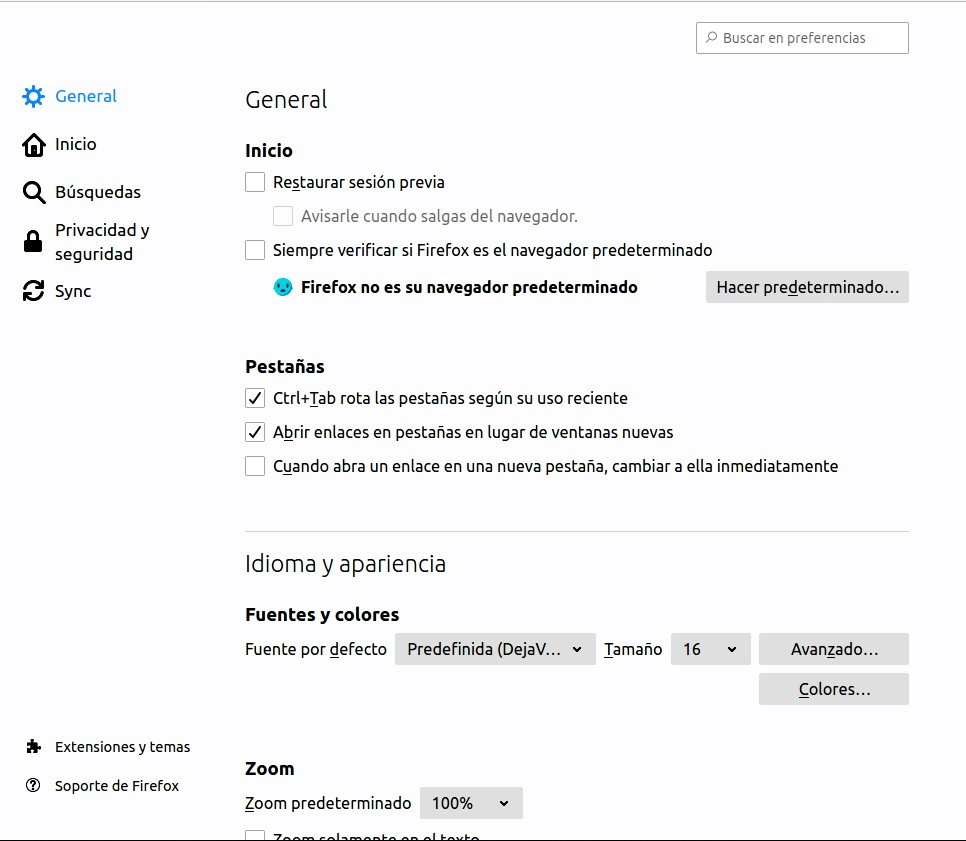 Buscar en preferencias
General
Inicio
Búsquedas
Privacidad y
seguridad
Sync
Extensiones y temas
Soporte de Firefox
General
Inicio
Restaurar sesión previa
Avisarle cuando salgas del navegador.
Siempre verificar si Firefox es el navegador predeterminado
Firefox no es su navegador predeterminado Hacer predeterminado...
Pestañas
Ctrl+Tab rota las pestañas según su uso reciente
Abrir enlaces en pestañas en lugar de ventanas nuevas
Cuando abra un enlace en una nueva pestaña, cambiar a ella inmediatamente
Idioma y apariencia
Fuentes y colores
Fuente por defecto Predefinida (DejaV... Tamaño 16 Avanzado...
Colores...
Zoom
Zoom predeterminado 100%
Zoom solamente en el texto